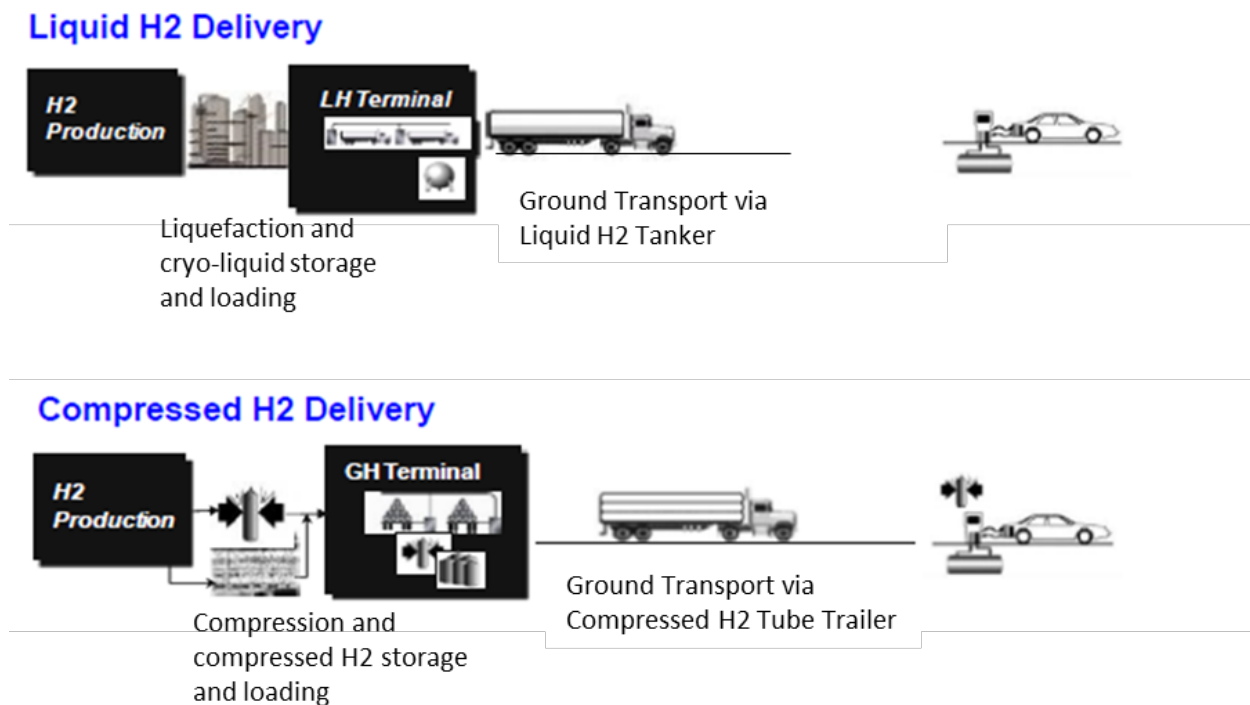 Liquid H2 Delivery
H2
Production
LH Terminal
Liquefaction and
cryo-liquid storage
and loading
Ground Transport via
Liquid H2 Tanker
Compressed H2 Delivery
H2
Production
GH Terminal
Compression and
compressed H2 storage
and loading
Ground Transport via
Compressed H2 Tube Trailer